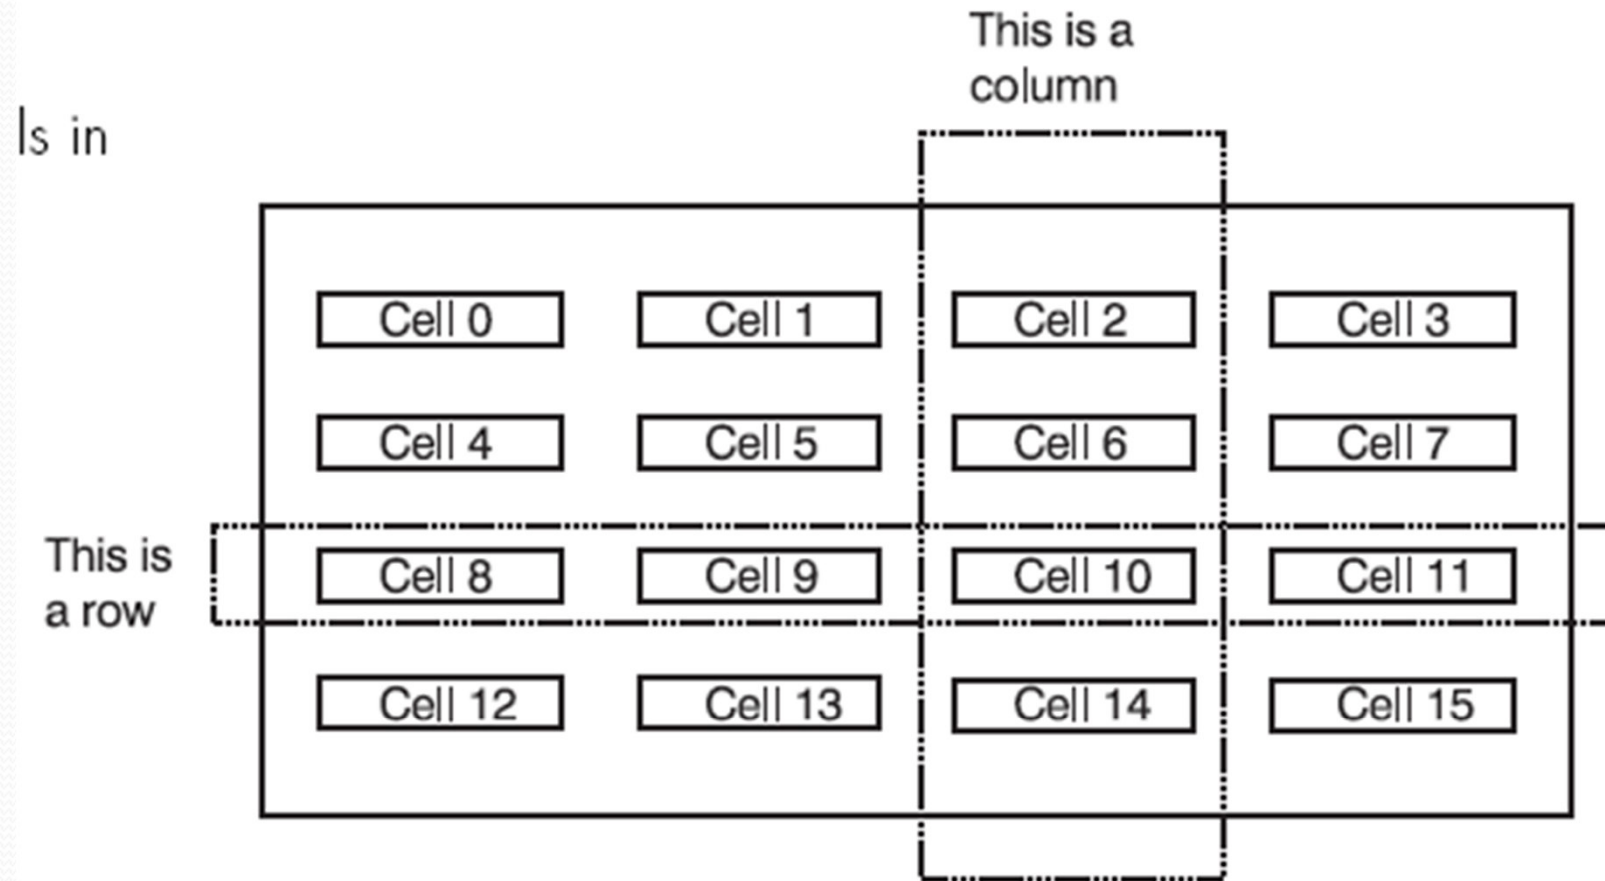 This is a
column
ls in
Cell 0 Cell 1 Cell 2 Cell 3
Cell 4 Cell 5 Cell 6 Cell 7
This is
a row
Cell 8 Cell 9 Cell 10 Cell 11
Cell 12 Cell 13 Cell 14 Cell 15